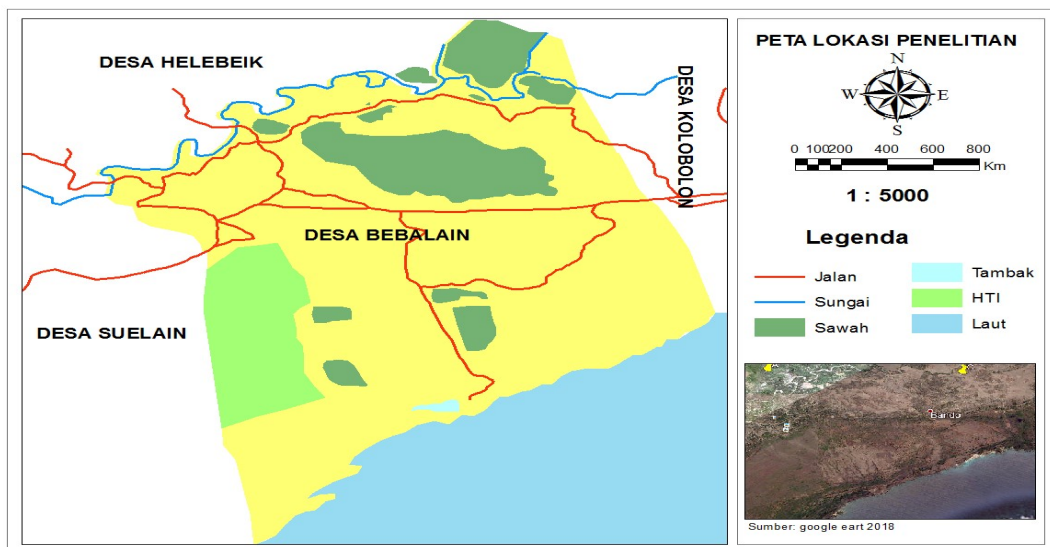 DESA HELEBEIK
DESA KOLOBOLON
DESA BEBALAIN
DESA SUELAIN
PETA LOKASI PENELITIAN
N
W E
S
0 100200 400 600 800
Km
1 : 5000
Legenda
Jalan
Sungai
Sawah
Tambak
HTI
Laut
Sumber: google eart 2018